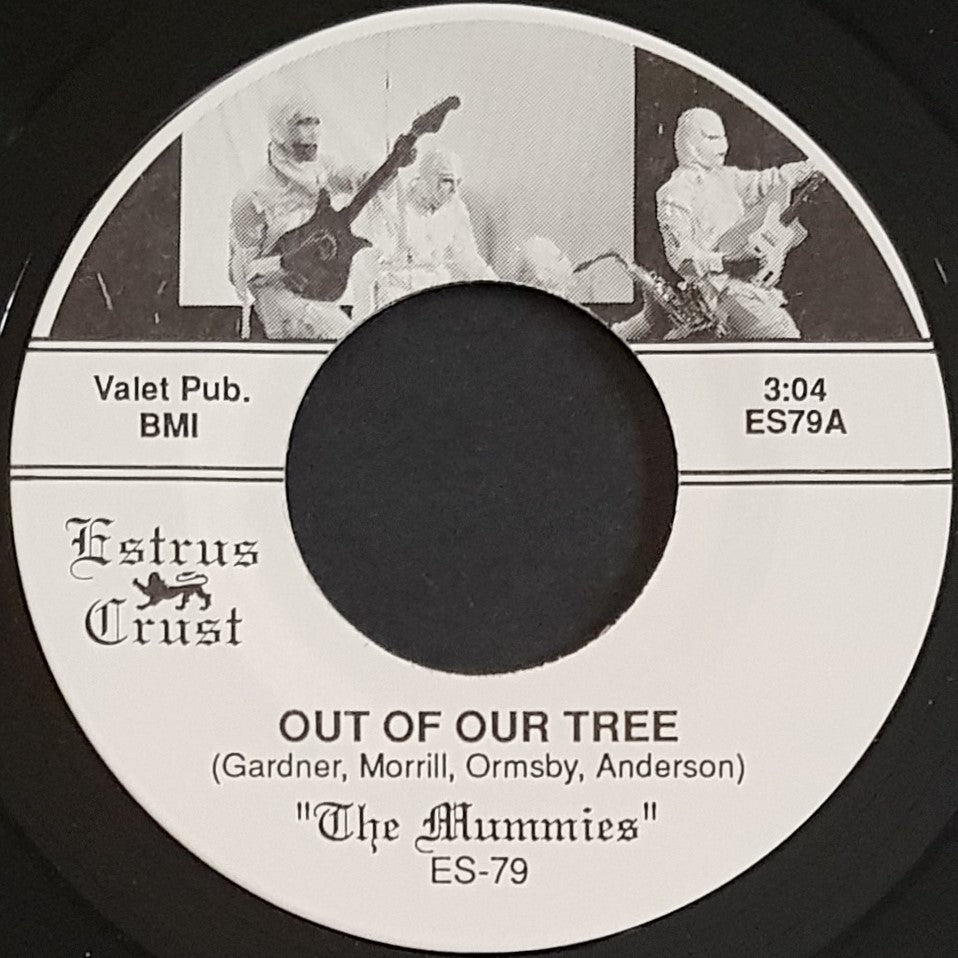 Valet Pub.
BMI
3:04
ES79A
Estrus
Crust
OUT OF OUR TREE
(Gardner, Morrill, Ormsby, Anderson)
"The Mummies"
ES-79